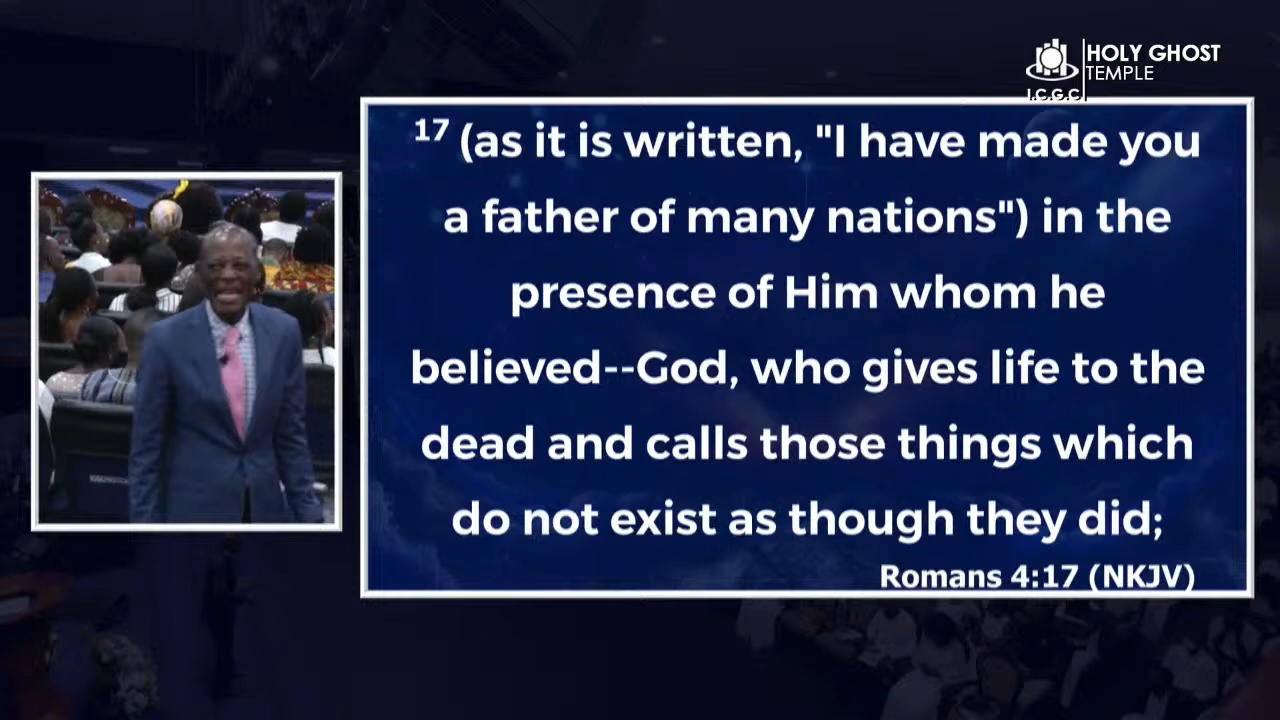 HOLY GHOST
TEMPLE
I.C.G.C
17 (as it is written, "I have made you
a father of many nations") in the
presence of Him whom he
believed--God, who gives life to the
dead and calls those things which
do not exist as though they did;
Romans 4:17 (NKJV)